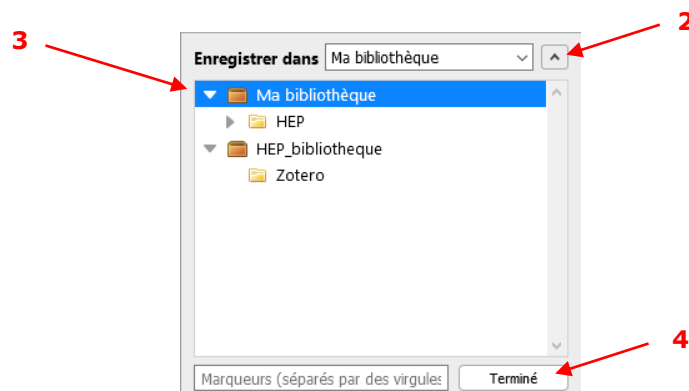 2
3
Enregistrer dans Ma bibliothèque
Ma bibliothèque
HEP
HEP_bibliotheque
Zotero
4
Marqueurs (séparés par des virgules Terminé